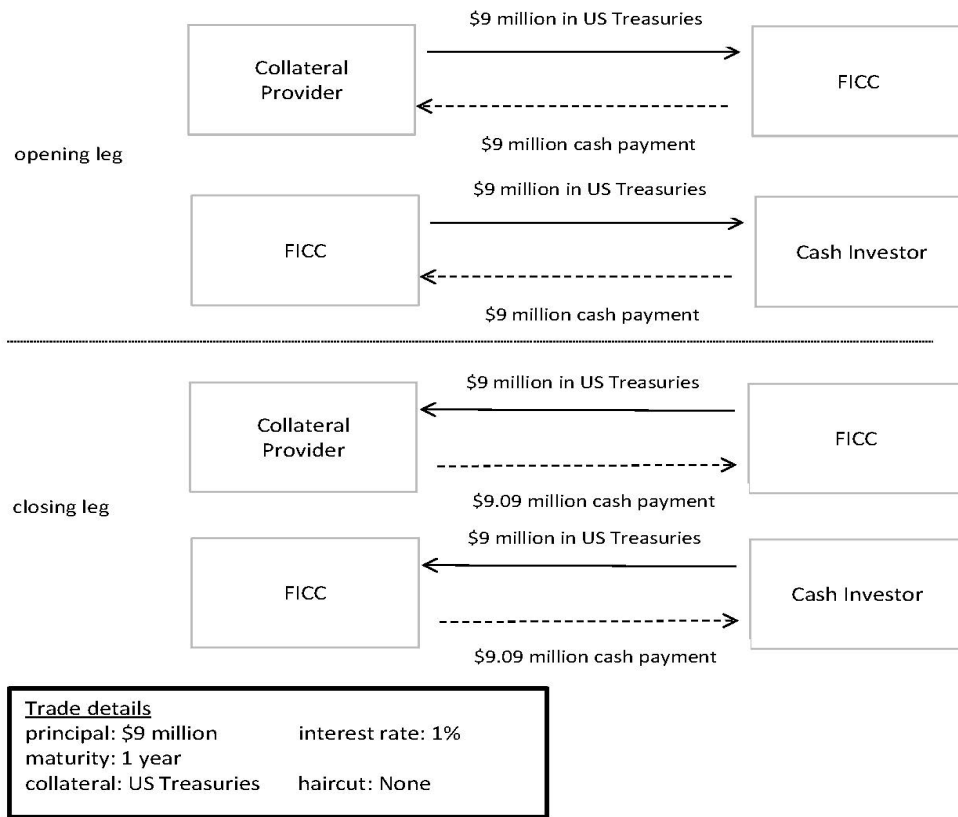 $9 million in US Treasuries
Collateral
Provider
FICC
$9 million cash payment
opening leg
$9 million in US Treasuries
FICC
Cash Investor
$9 million cash payment
$9 million in US Treasuries
Collateral
Provider
FICC
$9.09 million cash payment
closing leg
$9 million in US Treasuries
FICC
Cash Investor
$9.09 million cash payment
Trade details
principal: $9 million interest rate: 1%
maturity: 1 year
collateral: US Treasuries haircut: None